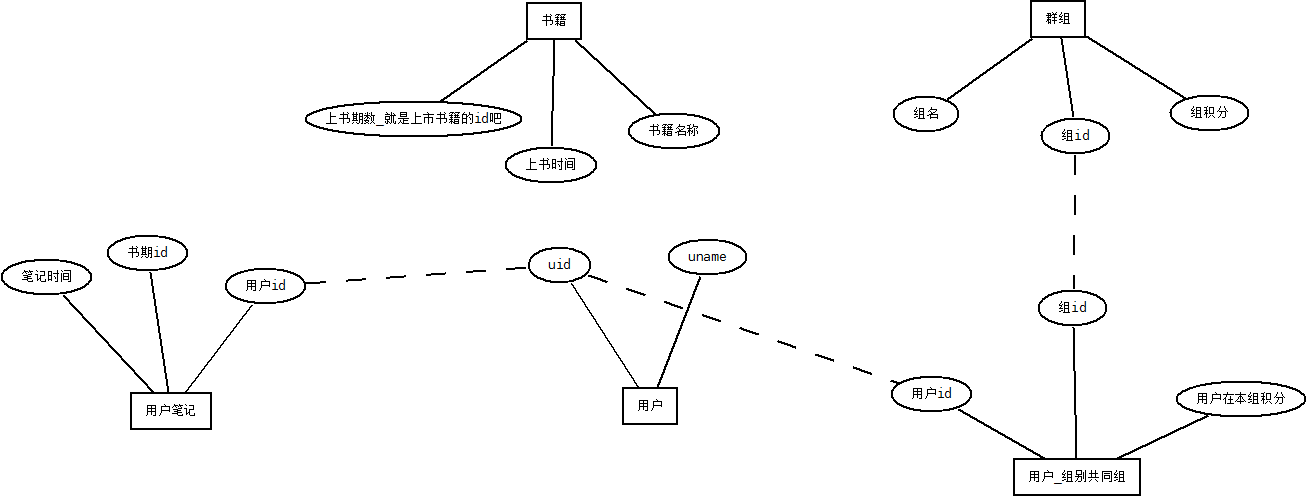 书籍
群组
上书期数_就是上市书籍的id吧
书籍名称
上书时间
组名
组id
组积分
笔记时间
书期id
用户id
uid
uname
组id
用户笔记
用户
用户id
用户在本组积分
用户_组别共同组